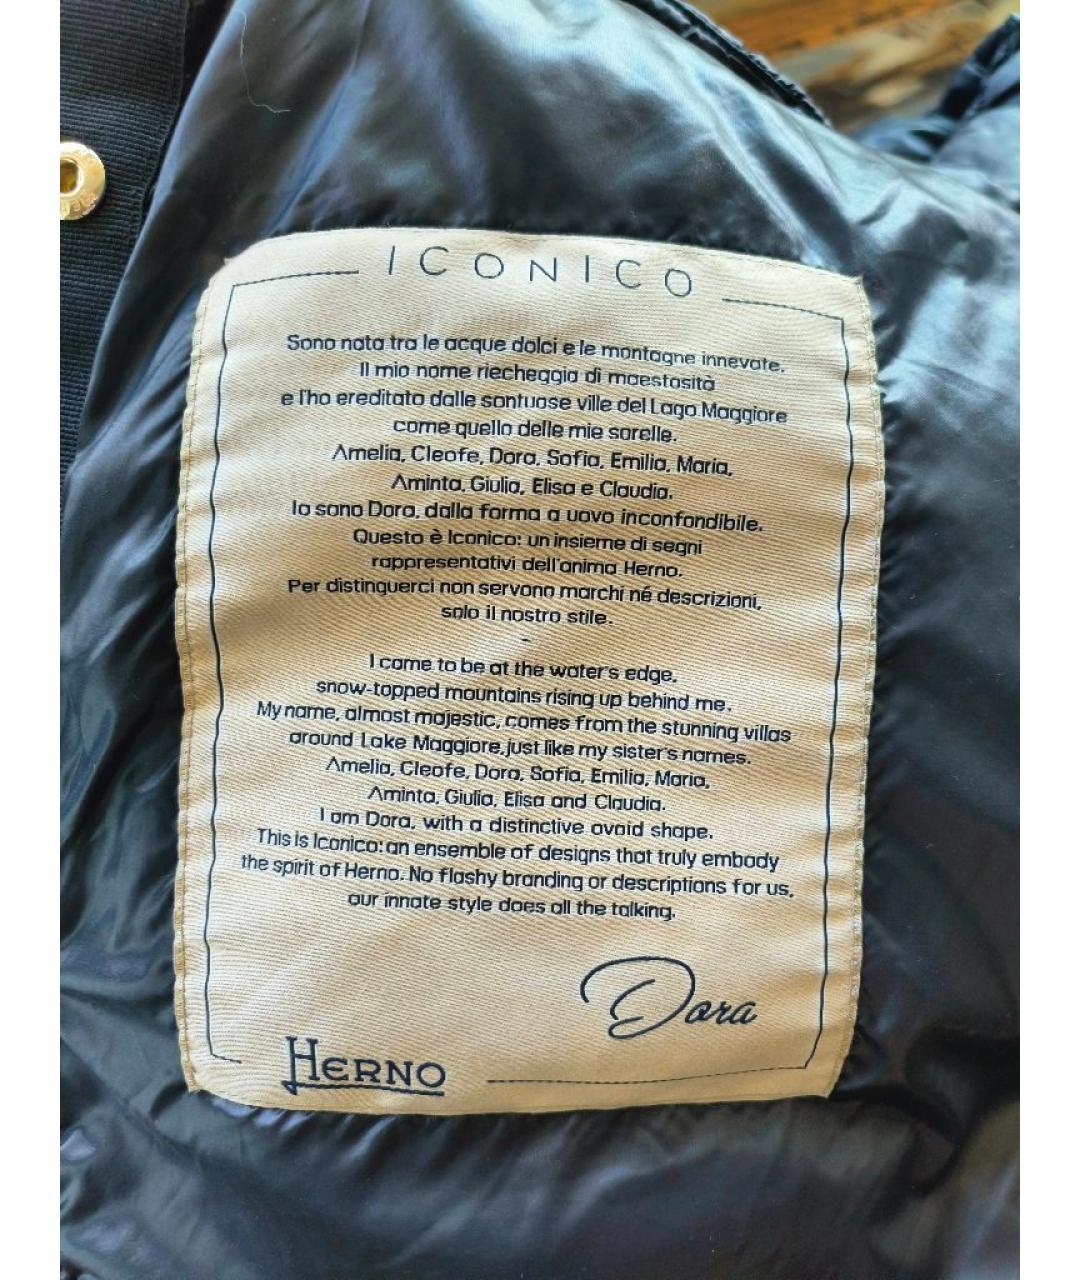 ICONICO
Sono nata tra le acque dolci e le montagne innevate.
Il mio nome riecheggia di maestosità
e l'ho ereditato dalle sontuose ville del Lago Maggiore
come quello delle mie sorelle.
Amelia, Cleofe, Dora, Sofia, Emilia, Maria,
Aminta, Giulia, Elisa e Claudia.
Io sono Dora, dalla forma a uovo inconfondibile.
Questo è Iconico: un insieme di segni
rappresentativi dell'anima Herno.
Per distinguerci non servono marchi né descrizioni,
solo il nostro stile.
-
I come to be at the water's edge,
snow-topped mountains rising up behind me.
My name, almost majestic, comes from the stunning villas
around Lake Maggiore, just like my sister's names.
Amelia, Cleofe, Dora, Sofia, Emilia, Maria,
Aminta, Giulia, Elisa and Claudia.
I am Dora, with a distinctive ovoid shape.
This is Iconico: an ensemble of designs that truly embody
the spirit of Herno. No flashy branding or descriptions for us,
our innate style does all the talking.
Dora
HERNO